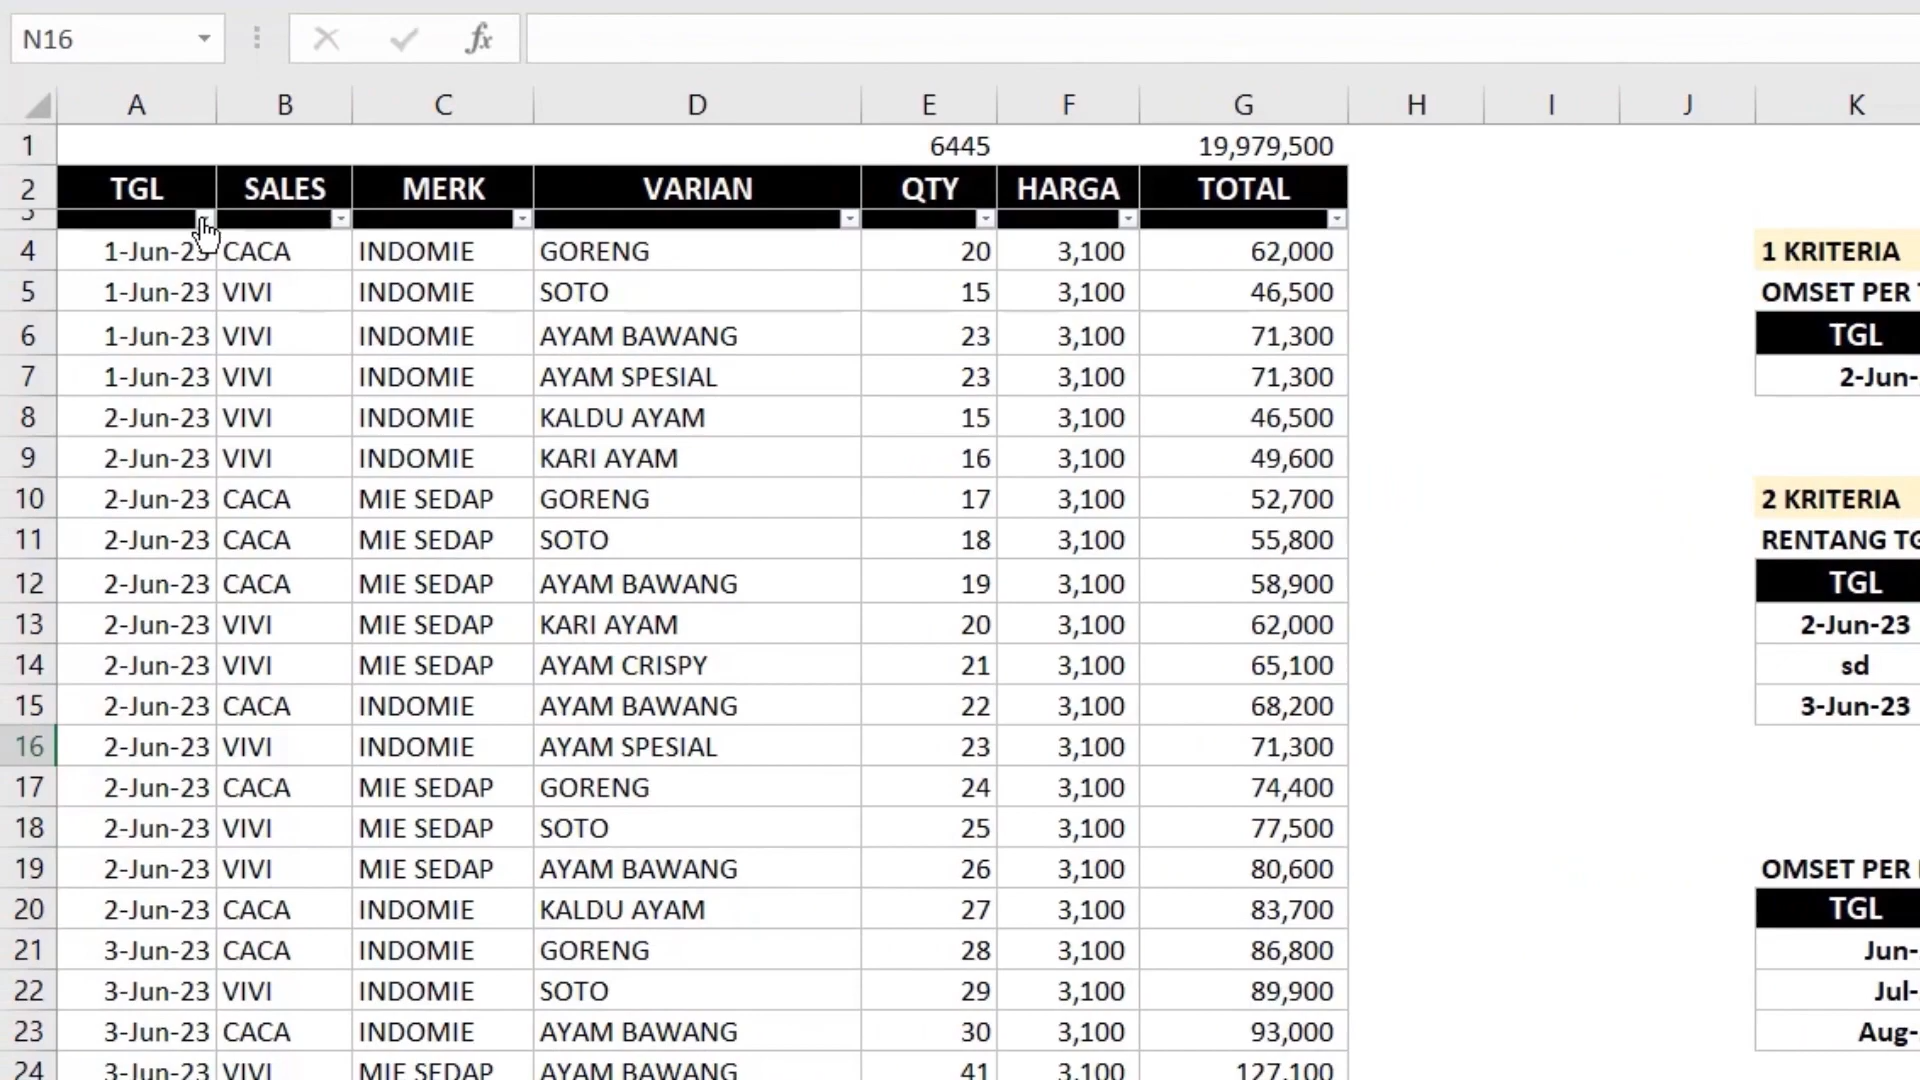 N16 fx
A B C D E F G H I J K
1 6445 19,979,500
2 TGL SALES MERK VARIAN QTY HARGA TOTAL
3
4 1-Jun-23 CACA INDOMIE GORENG 20 3,100 62,000 1 KRITERIA
5 1-Jun-23 VIVI INDOMIE SOTO 15 3,100 46,500 OMSET PER
6 1-Jun-23 VIVI INDOMIE AYAM BAWANG 23 3,100 71,300 TGL
7 1-Jun-23 VIVI INDOMIE AYAM SPESIAL 23 3,100 71,300 2-Jun-
8 2-Jun-23 VIVI INDOMIE KALDU AYAM 15 3,100 46,500
9 2-Jun-23 VIVI INDOMIE KARI AYAM 16 3,100 49,600
10 2-Jun-23 CACA MIE SEDAP GORENG 17 3,100 52,700 2 KRITERIA
11 2-Jun-23 CACA MIE SEDAP SOTO 18 3,100 55,800 RENTANG TG
12 2-Jun-23 CACA MIE SEDAP AYAM BAWANG 19 3,100 58,900 TGL
13 2-Jun-23 VIVI MIE SEDAP KARI AYAM 20 3,100 62,000 2-Jun-23
14 2-Jun-23 VIVI MIE SEDAP AYAM CRISPY 21 3,100 65,100 sd
15 2-Jun-23 CACA INDOMIE AYAM BAWANG 22 3,100 68,200 3-Jun-23
16 2-Jun-23 VIVI INDOMIE AYAM SPESIAL 23 3,100 71,300
17 2-Jun-23 CACA MIE SEDAP GORENG 24 3,100 74,400
18 2-Jun-23 VIVI MIE SEDAP SOTO 25 3,100 77,500
19 2-Jun-23 VIVI MIE SEDAP AYAM BAWANG 26 3,100 80,600 OMSET PER
20 2-Jun-23 CACA INDOMIE KALDU AYAM 27 3,100 83,700 TGL
21 3-Jun-23 CACA INDOMIE GORENG 28 3,100 86,800 Jun-
22 3-Jun-23 VIVI INDOMIE SOTO 29 3,100 89,900 Jul-
23 3-Jun-23 CACA INDOMIE AYAM BAWANG 30 3,100 93,000 Aug-
24 3-Jun-23 VIVI MIE SEDAP AYAM BAWANG 41 3,100 127,100